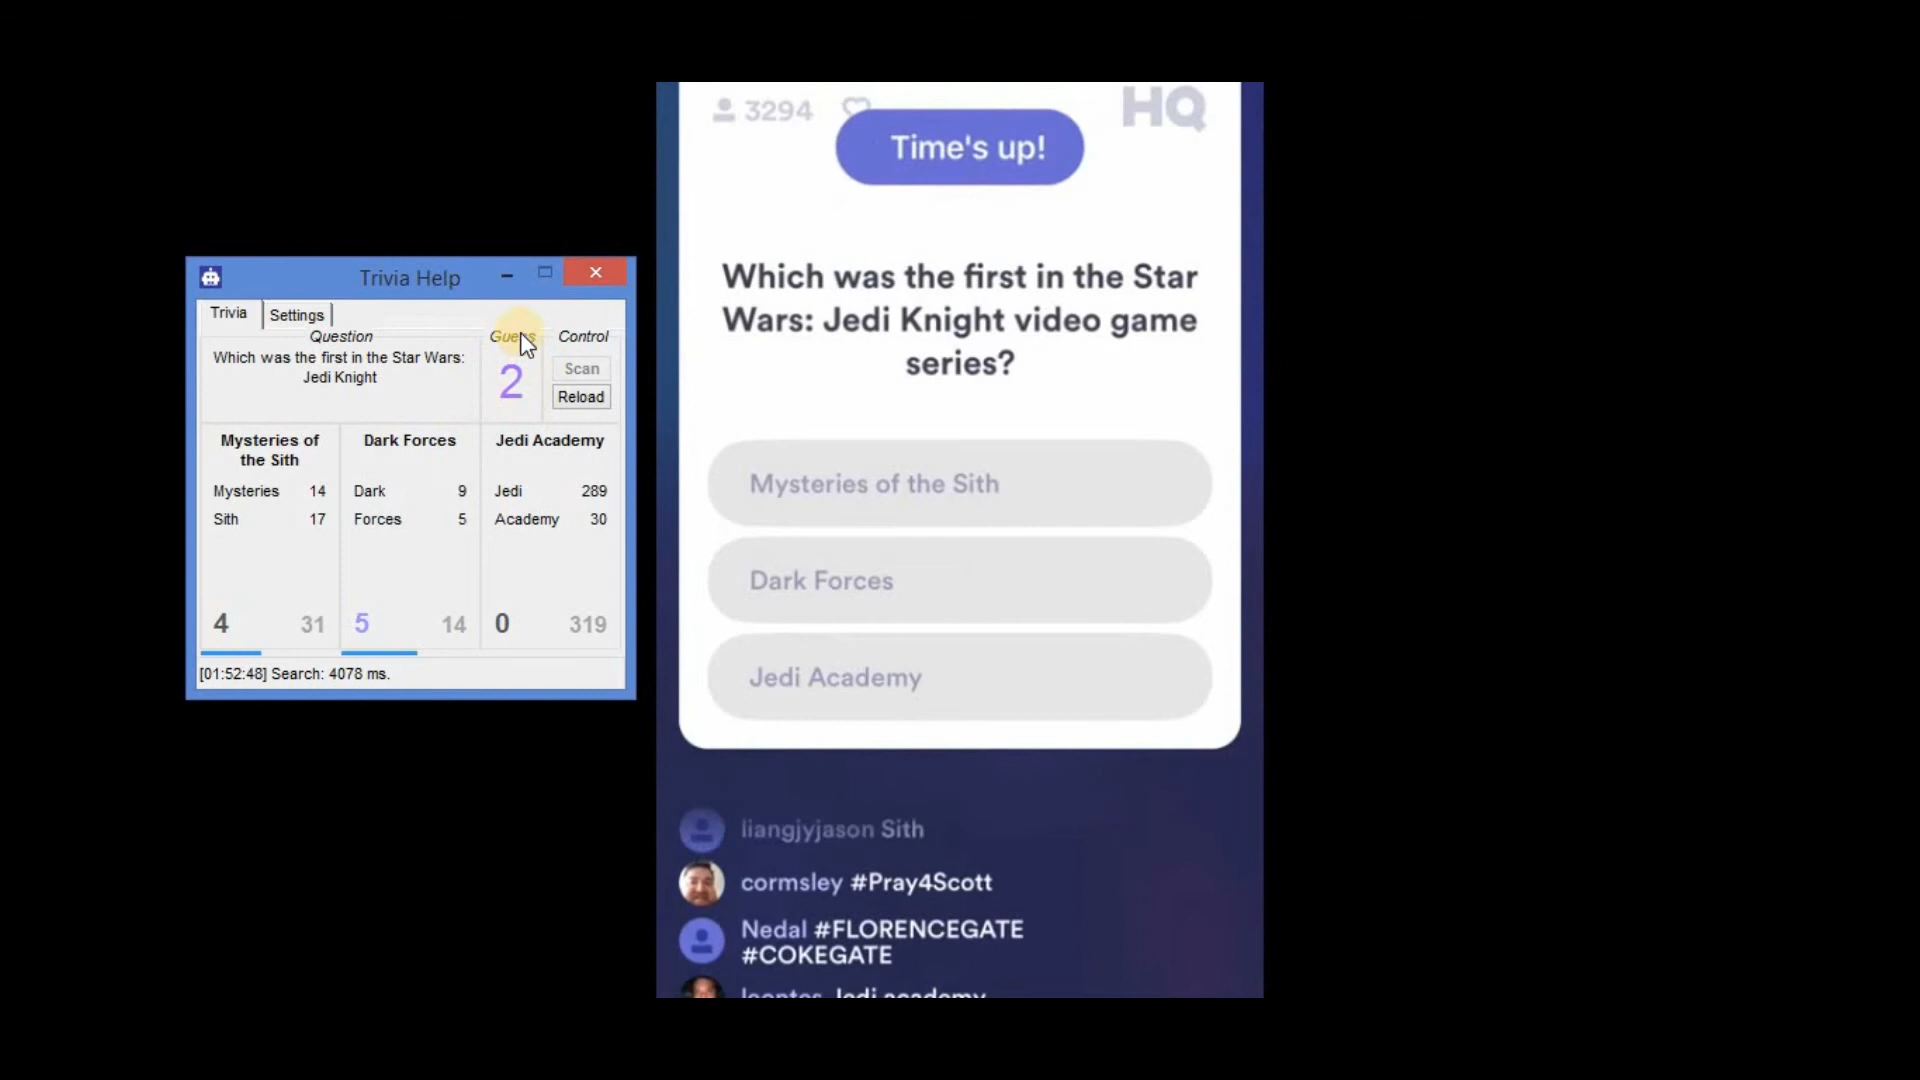 Trivia Help
Trivia
Settings
Question
Guess
Control
Which was the first in the Star Wars:
Jedi Knight
2
Scan
Reload
Mysteries of
the Sith
Mysteries 14
Sith 17
4 31
Dark Forces
Dark 9
Forces 5
5 14
Jedi Academy
Jedi 289
Academy 30
0 319
[01:52:48] Search: 4078 ms.
3294
HQ
Time's up!
Which was the first in the Star
Wars: Jedi Knight video game
series?
Mysteries of the Sith
Dark Forces
Jedi Academy
liangjyjason Sith
cormsley #Pray4Scott
Nedal #FLORENCEGATE
#COKEGATE
Jedi academy